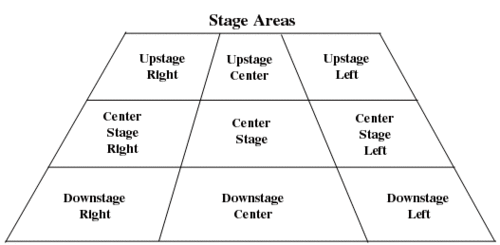 Stage Areas
Upstage
Right
Upstage
Center
Upstage
Left
Center
Stage
Right
Center
Stage
Center
Stage
Left
Downstage
Right
Downstage
Center
Downstage
Left